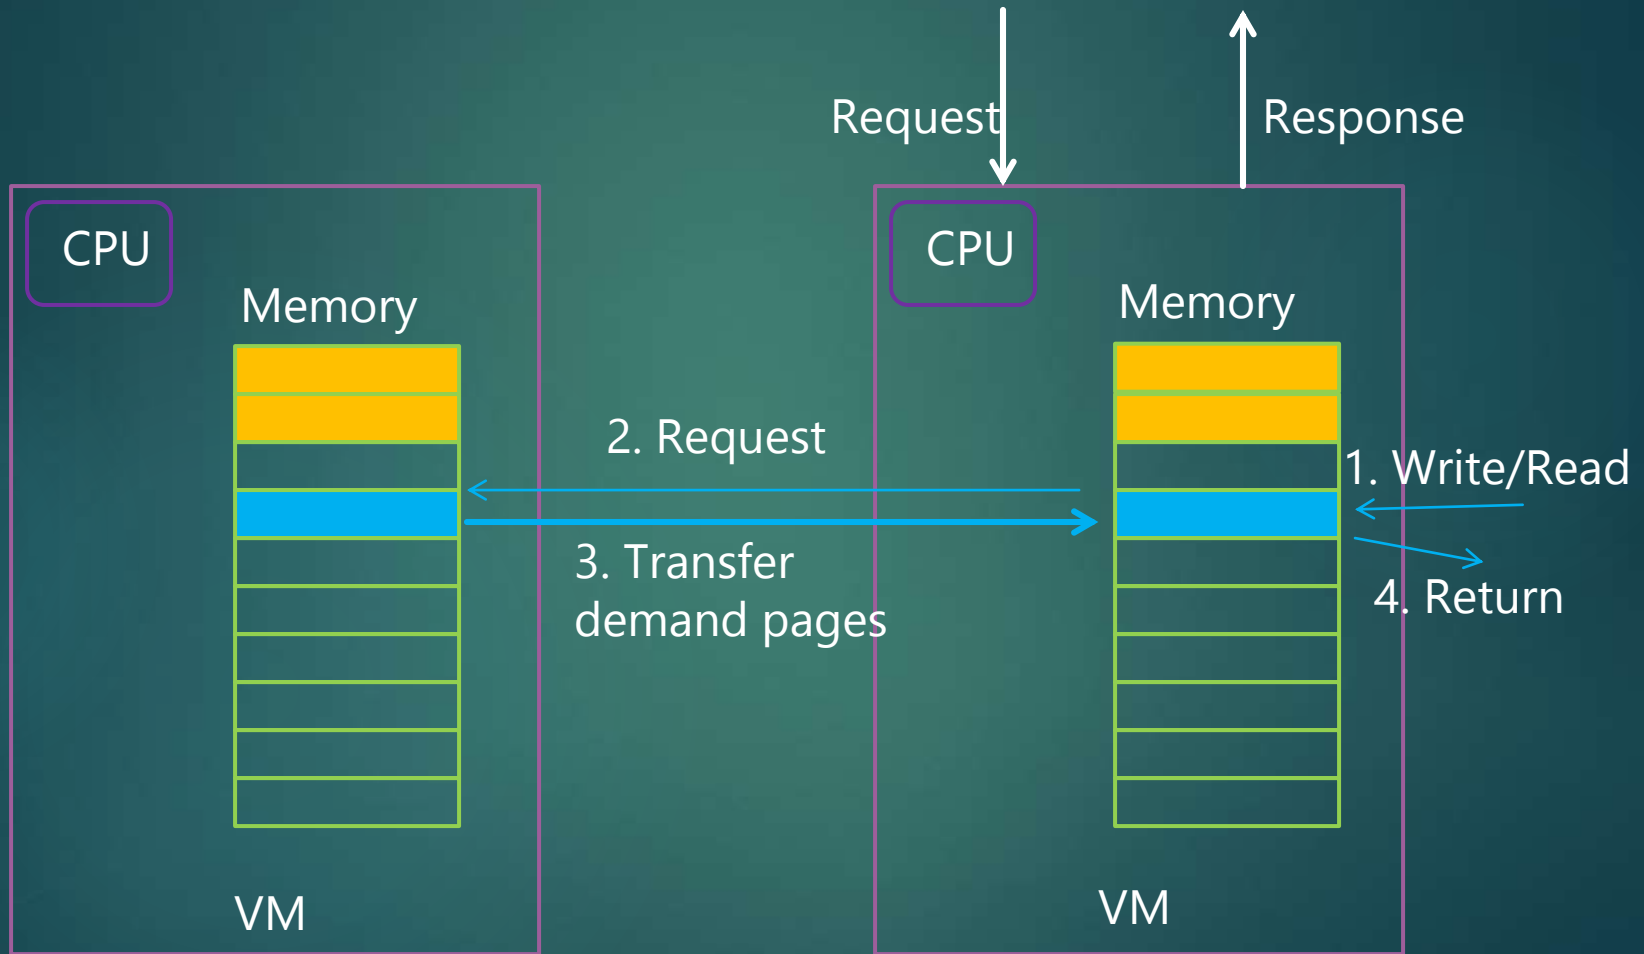 Request
Response
CPU
Memory
VM
2. Request
3. Transfer
demand pages
CPU
Memory
1. Write/Read
4. Return
VM